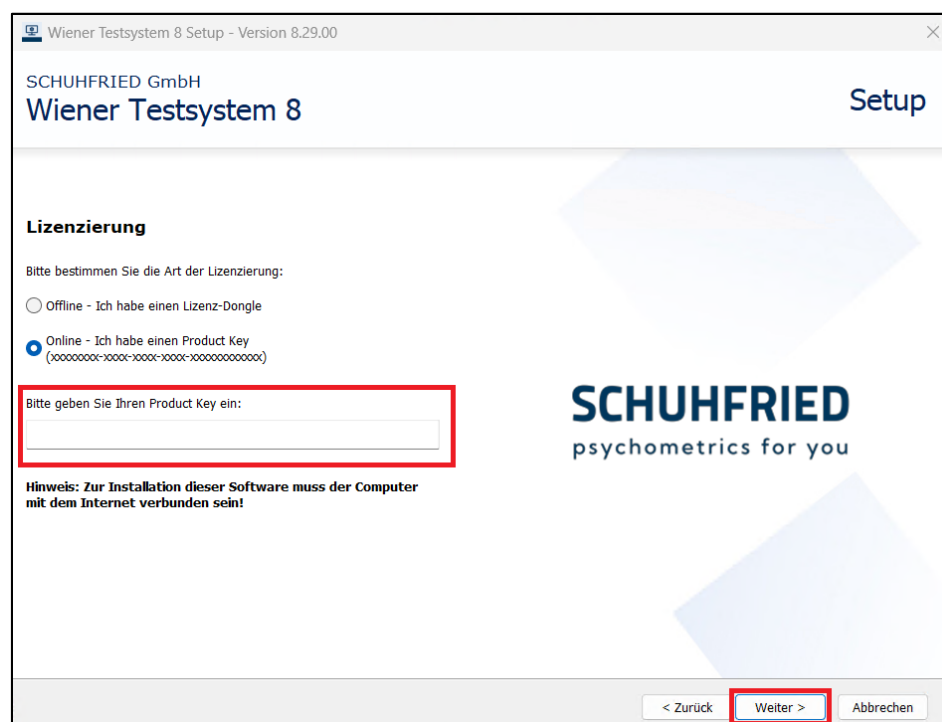 Wiener Testsystem 8 Setup - Version 8.29.00
SCHUHFRIED GmbH
Wiener Testsystem 8
Setup
Lizenzierung
Bitte bestimmen Sie die Art der Lizenzierung:
Offline - Ich habe einen Lizenz-Dongle
Online - Ich habe einen Product Key
(xxxxxxxx-xxxx-xxxx-xxxx-xxxxxxxxxxxx)
Bitte geben Sie Ihren Product Key ein:
SCHUHFRIED
psychometrics for you
Hinweis: Zur Installation dieser Software muss der Computer
mit dem Internet verbunden sein!
< Zurück
Weiter >
Abbrechen